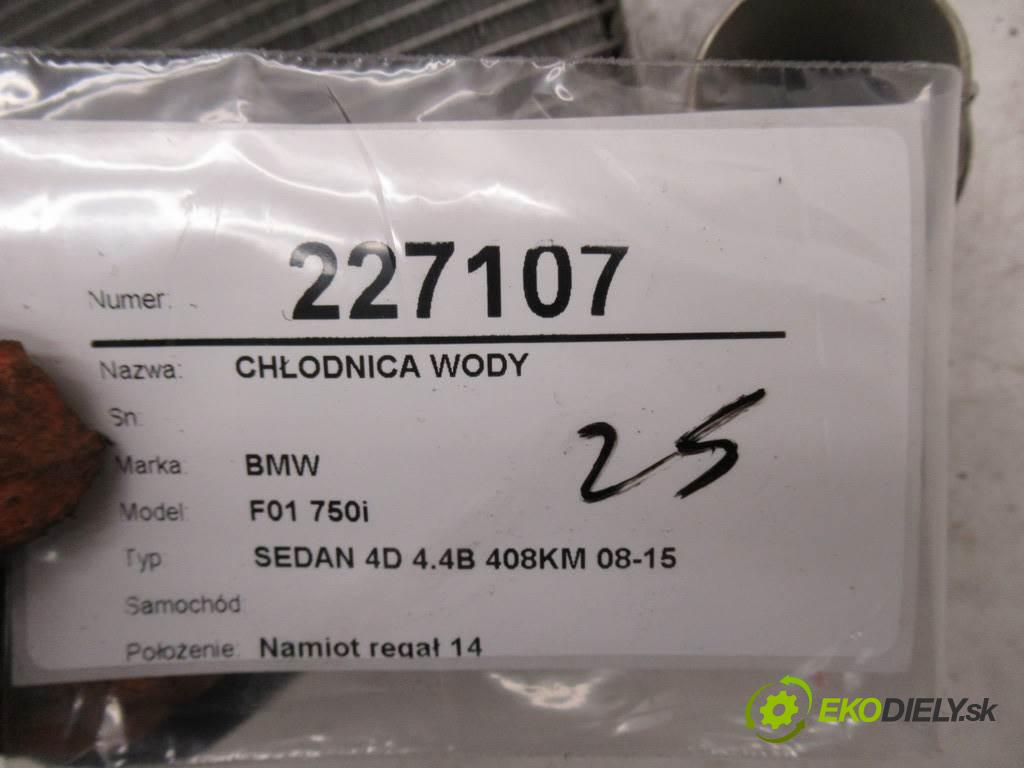 Numer: 227107
Nazwa: CHŁODNICA WODY
Sn:
Marka: BMW
25
Model: F01 750i
Typ SEDAN 4D 4.4B 408KM 08-15
Samochód
Położenie: Namiot regał 14
EKODIELY.sk